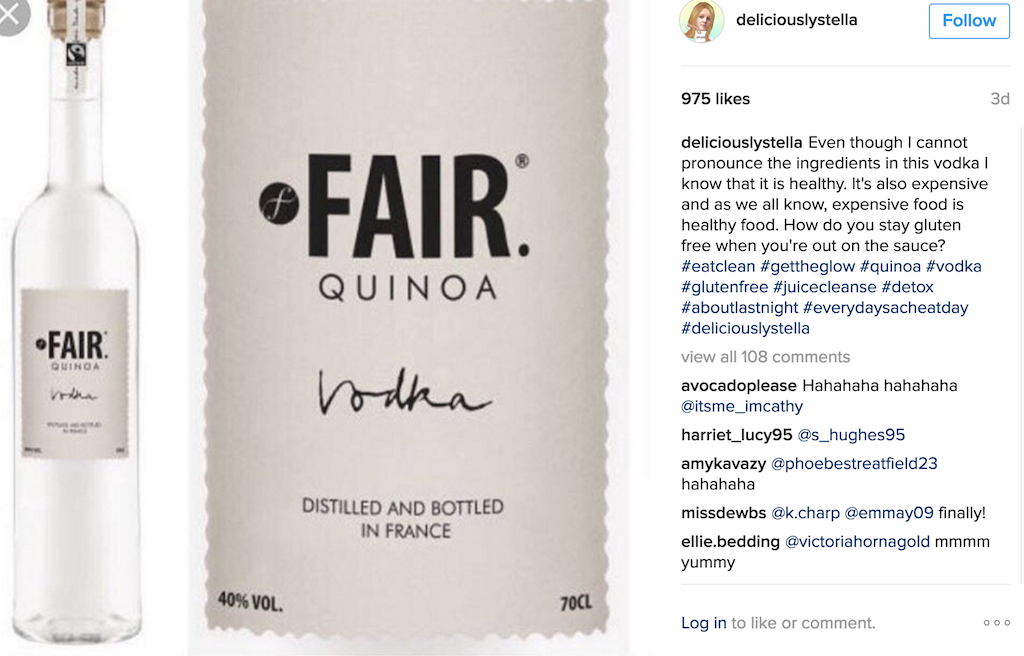 FAIR.®
QUINOA
Vodka
DISTILLED AND BOTTLED
IN FRANCE
40% VOL.
70CL
FAIR.
QUINOA
Vodka
DISTILLED AND BOTTLED
IN FRANCE
deliciouslystella
Follow
975 likes
3d
deliciouslystella Even though I cannot
pronounce the ingredients in this vodka I
know that it is healthy. It's also expensive
and as we all know, expensive food is
healthy food. How do you stay gluten
free when you're out on the sauce?
#eatclean #gettheglow #quinoa #vodka
#glutenfree #juicecleanse #detox
#aboutlastnight #everydaysacheatday
#deliciouslystella
view all 108 comments
avocadoplease Hahahaha hahahaha
@itsme_imcathy
harriet_lucy95 @s_hughes95
amykavazy @phoebestreatfield23
hahahaha
missdewbs @k.charp @emmay09 finally!
ellie.bedding @victoriahornagold mmmm
yummy
Log in to like or comment.